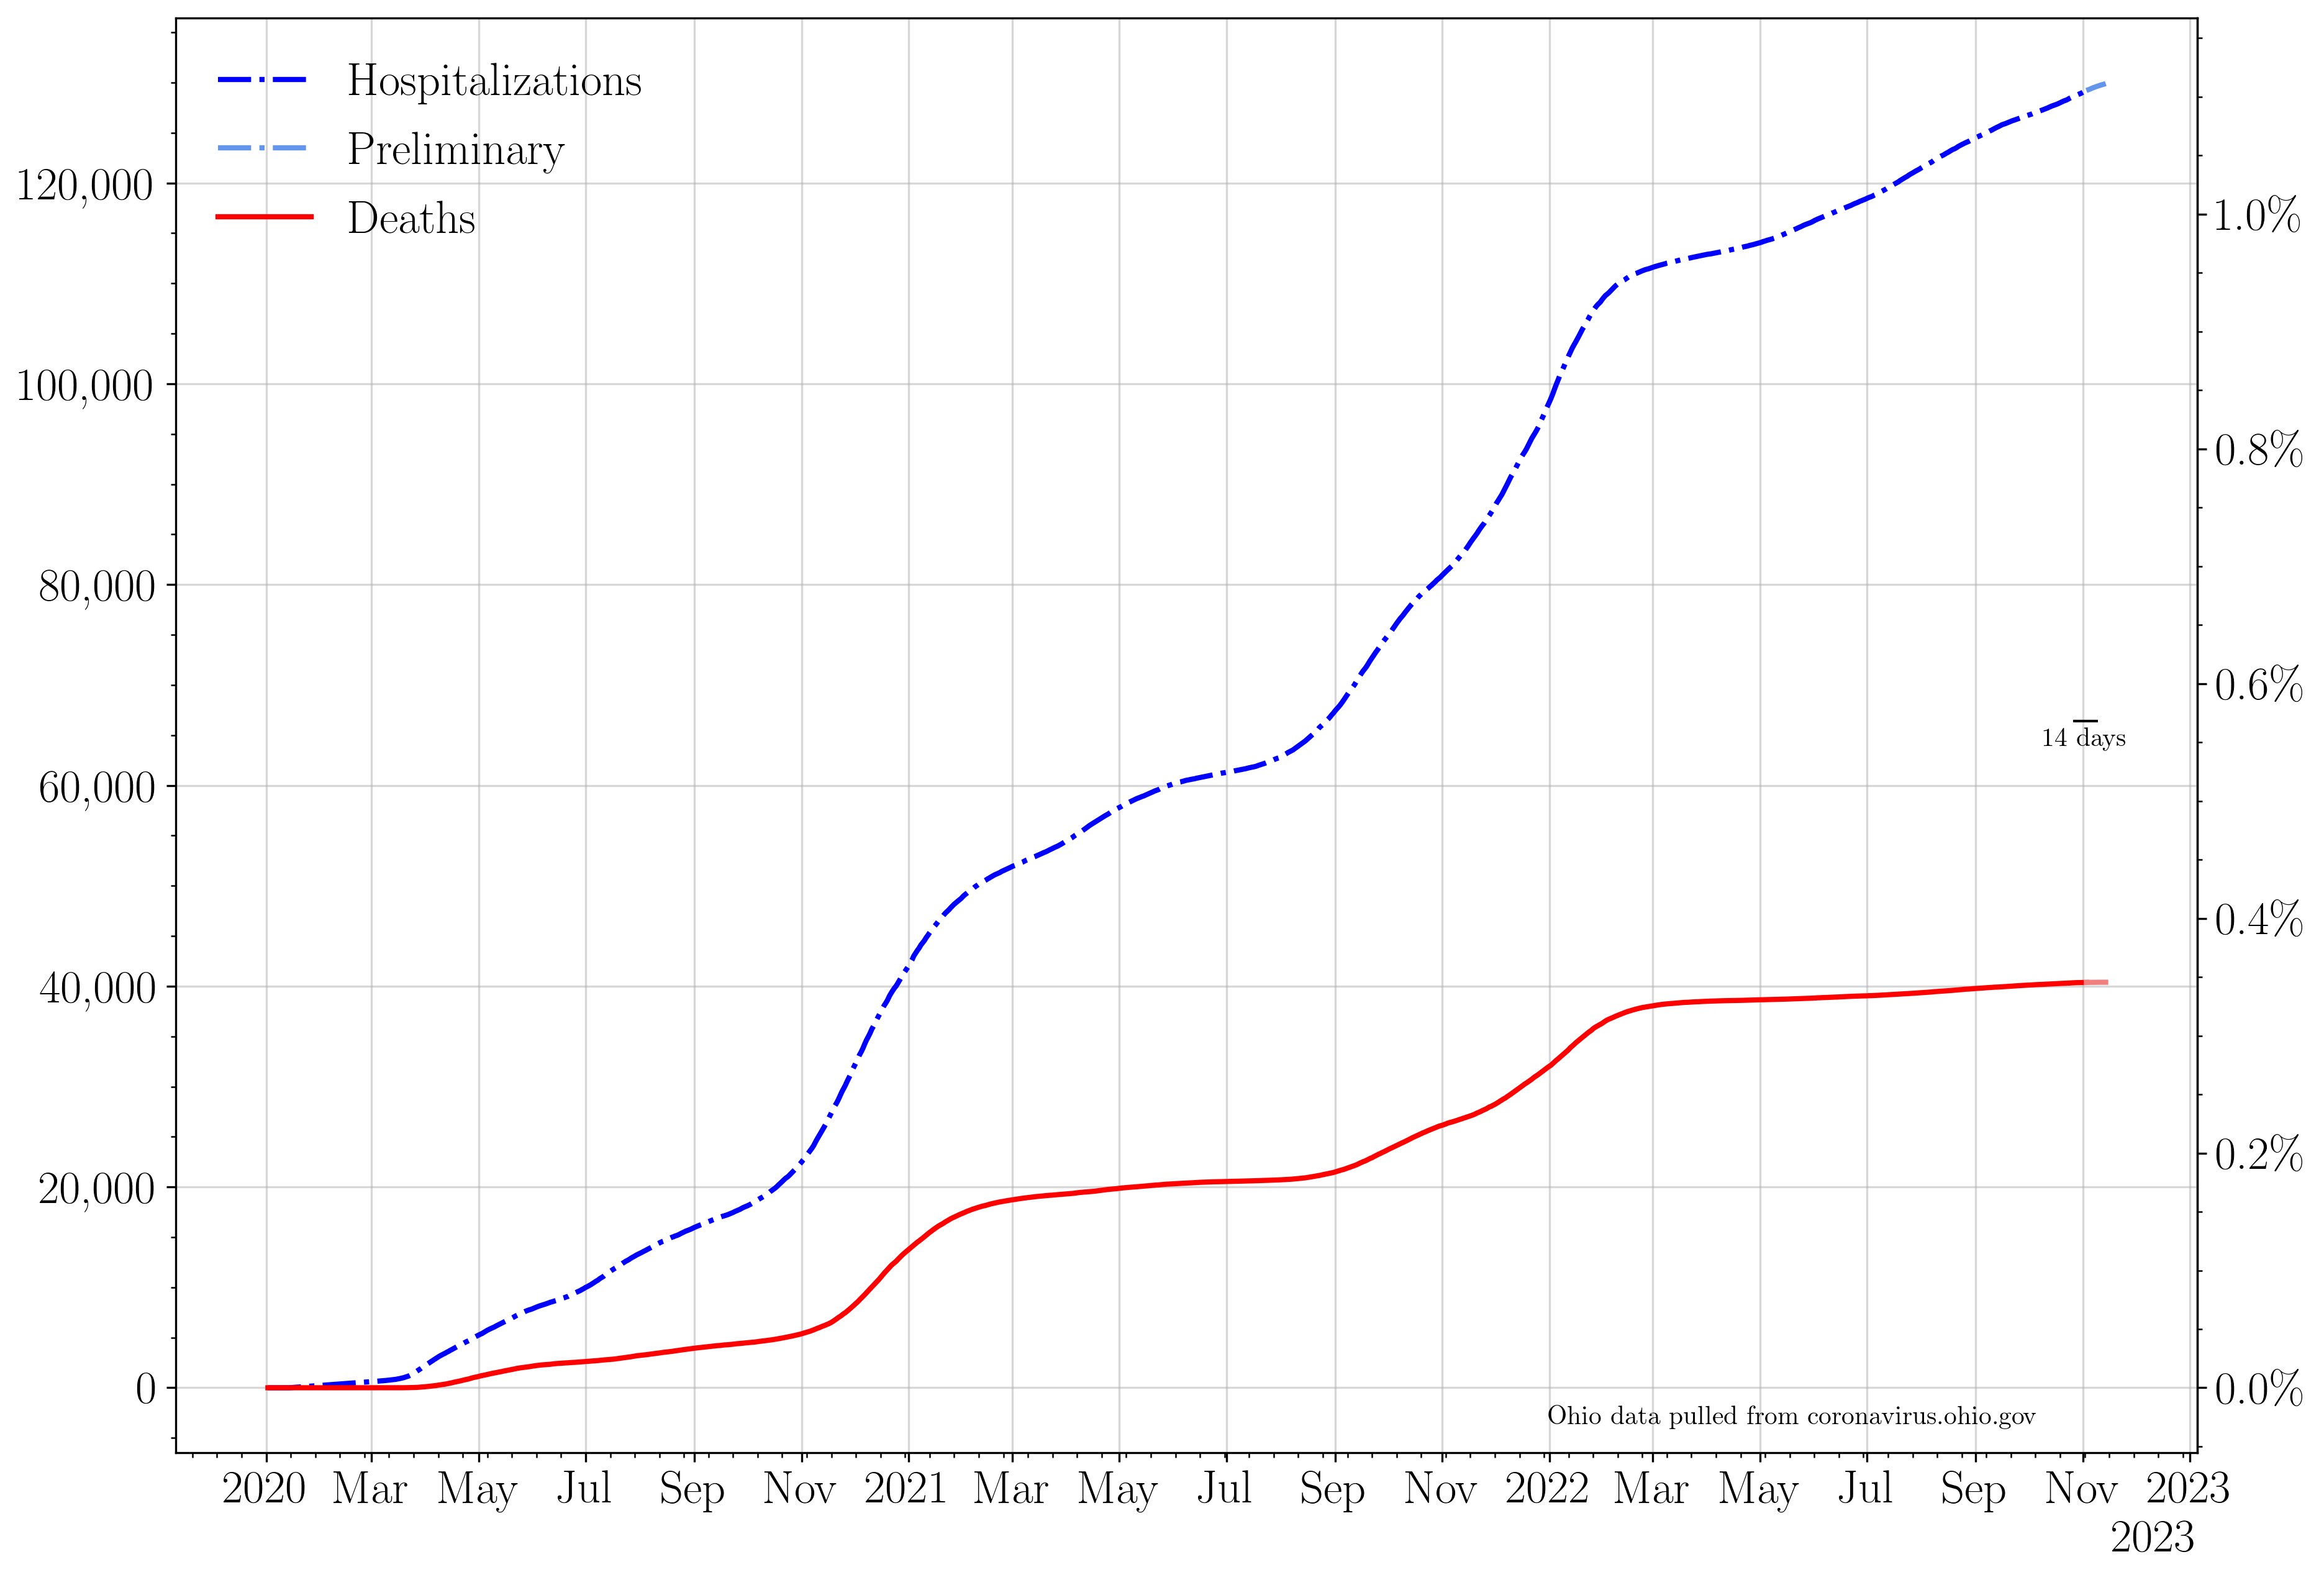 Hospitalizations
Preliminary
Deaths
120,000
100,000
80,000
60,000
40,000
20,000
0
1.0%
0.8%
0.6%
0.4%
0.2%
0.0%
14 days
Ohio data pulled from coronavirus.ohio.gov
2020 Mar May Jul Sep Nov 2021 Mar May Jul Sep Nov 2022 Mar May Jul Sep Nov 2023
2023